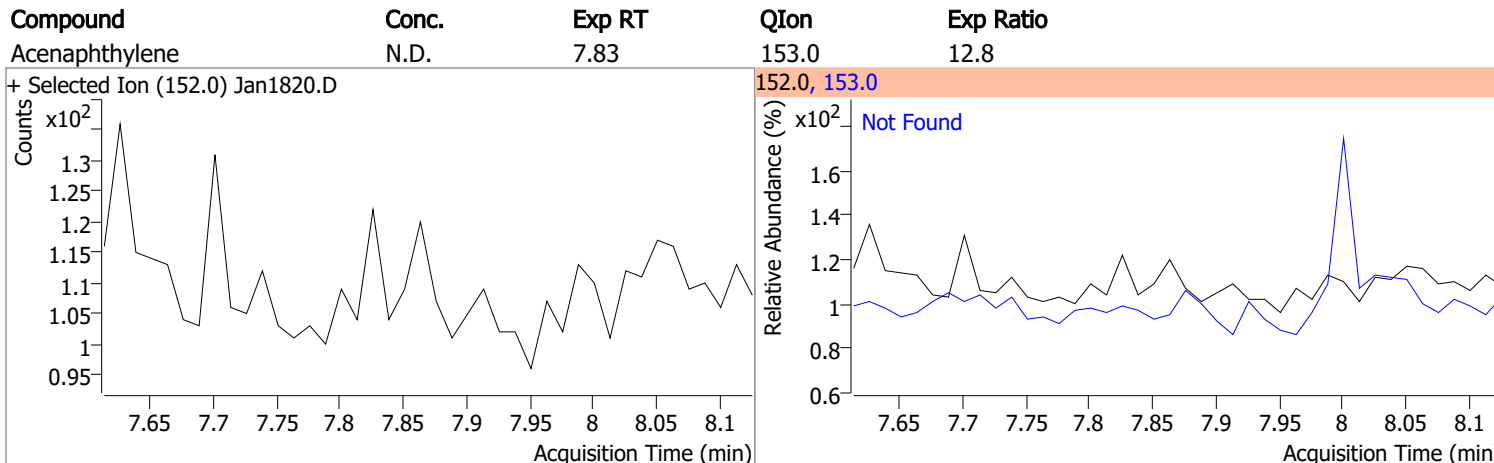 Compound Conc. Exp RT QIon Exp Ratio
Acenaphthylene N.D. 7.83 153.0 12.8
+ Selected Ion (152.0) Jan1820.D
Counts
x10²
1.3
1.25
1.2
1.15
1.1
1.05
1
0.95
7.65 7.7 7.75 7.8 7.85 7.9 7.95 8 8.05 8.1
Acquisition Time (min)
152.0, 153.0
Relative Abundance (%)
x10²
Not Found
1.6
1.4
1.2
1
0.8
0.6
7.65 7.7 7.75 7.8 7.85 7.9 7.95 8 8.05 8.1
Acquisition Time (min